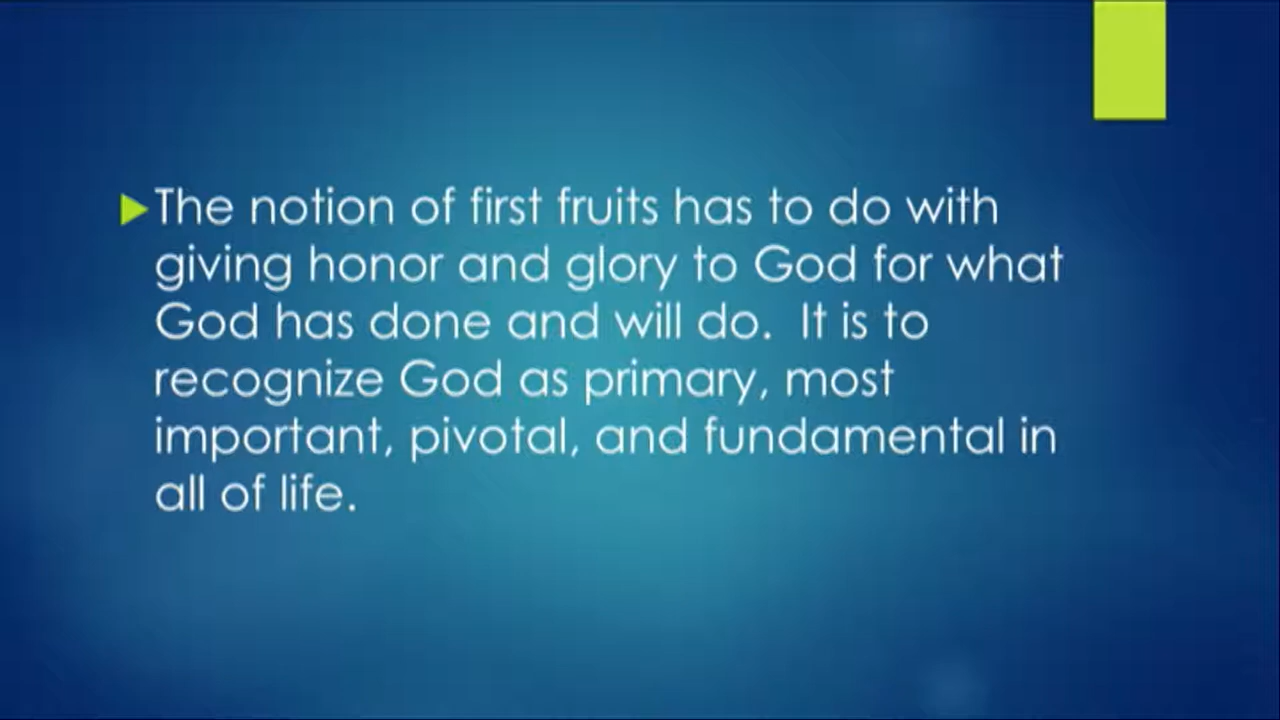 The notion of first fruits has to do with
giving honor and glory to God for what
God has done and will do.  It is to
recognize God as primary, most
important, pivotal, and fundamental in
all of life.